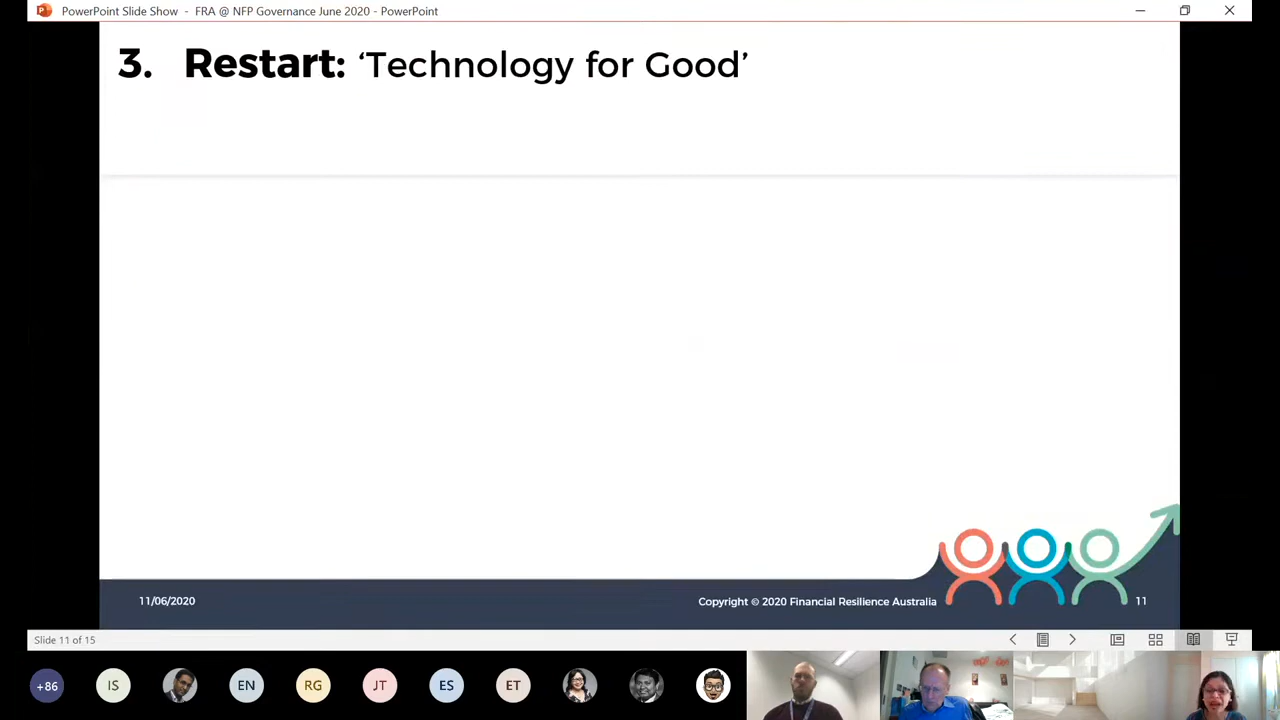 PowerPoint Slide Show - FRA @ NFP Governance June 2020 - PowerPoint
3. Restart: ‘Technology for Good’
11/06/2020
Copyright © 2020 Financial Resilience Australia
11
Slide 11 of 15
+86
IS
EN
RG
JT
ES
ET